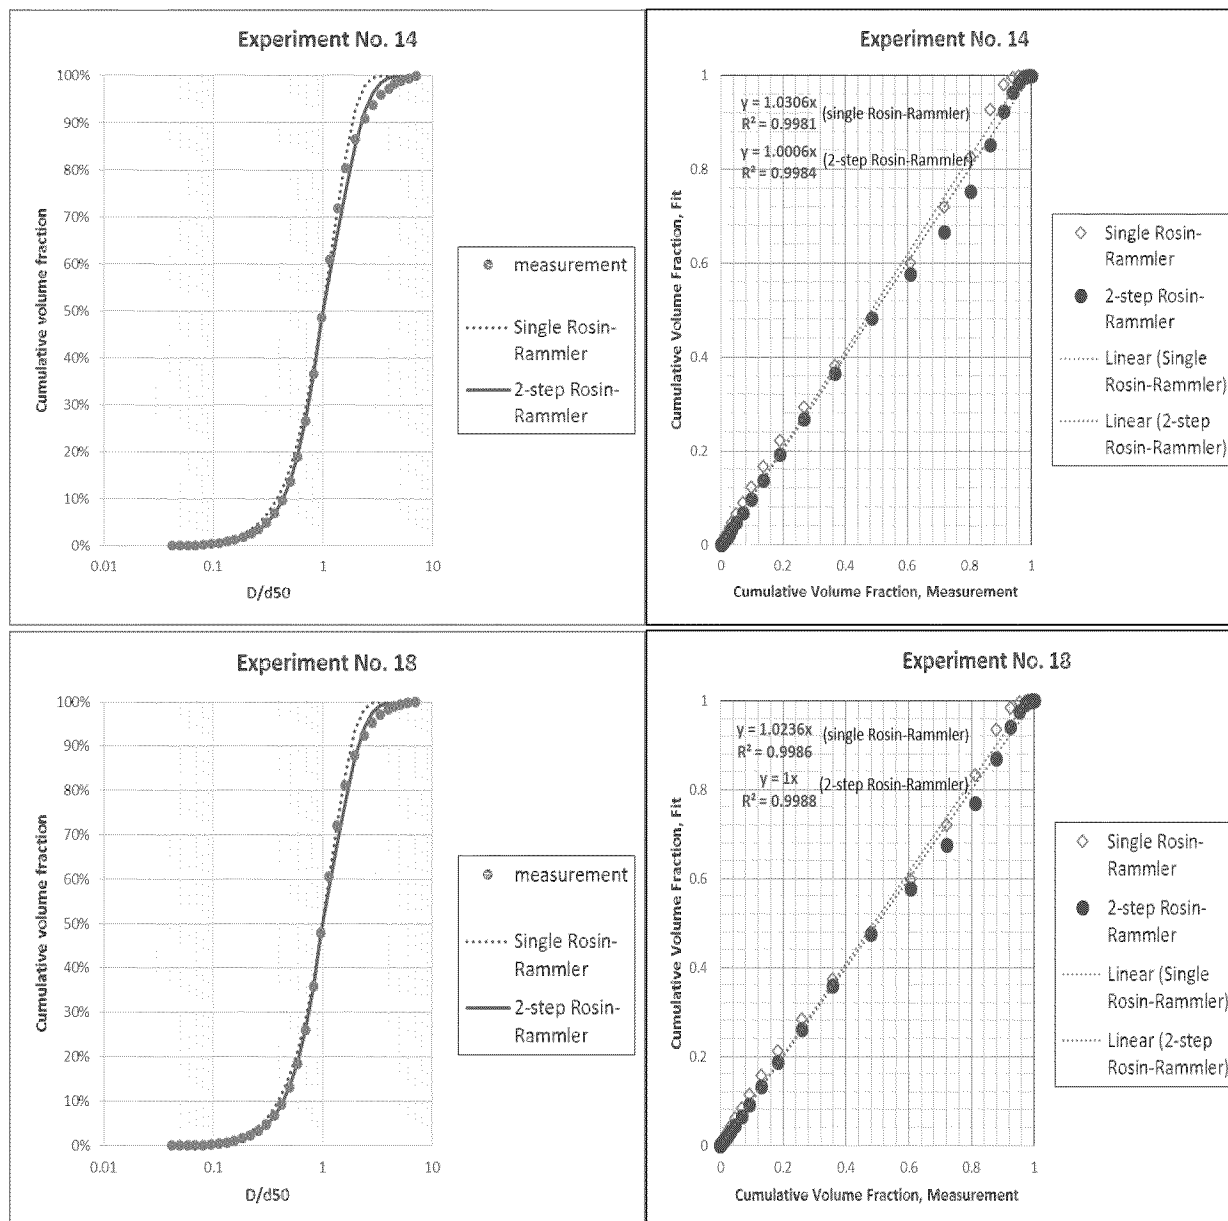 Experiment No. 14
100%
90%
80%
70%
60%
50%
40%
30%
20%
10%
0%
0.01
0.1
1
10
Cumulative volume fraction
D/d50
measurement
Single Rosin-
Rammler
2-step Rosin-
Rammler
Experiment No. 14
1
0.8
0.6
0.4
0.2
0
0
0.2
0.4
0.6
0.8
1
y = 1.0306x
R² = 0.9981
(single Rosin-Rammler)
y = 1.0006x
R² = 0.9984
(2-step Rosin-Rammler)
Cumulative Volume Fraction, Fit
Cumulative Volume Fraction, Measurement
Single Rosin-
Rammler
2-step Rosin-
Rammler
Linear (Single
Rosin-Rammler)
Linear (2-step
Rosin-Rammler)
Experiment No. 18
100%
90%
80%
70%
60%
50%
40%
30%
20%
10%
0%
0.01
0.1
1
10
Cumulative volume fraction
D/d50
measurement
Single Rosin-
Rammler
2-step Rosin-
Rammler
Experiment No. 18
1
0.8
0.6
0.4
0.2
0
0
0.2
0.4
0.6
0.8
1
y = 1.0236x
R² = 0.9986
(single Rosin-Rammler)
y = 1x
R² = 0.9988
(2-step Rosin-Rammler)
Cumulative Volume Fraction, Fit
Cumulative Volume Fraction, Measurement
Single Rosin-
Rammler
2-step Rosin-
Rammler
Linear (Single
Rosin-Rammler)
Linear (2-step
Rosin-Rammler)